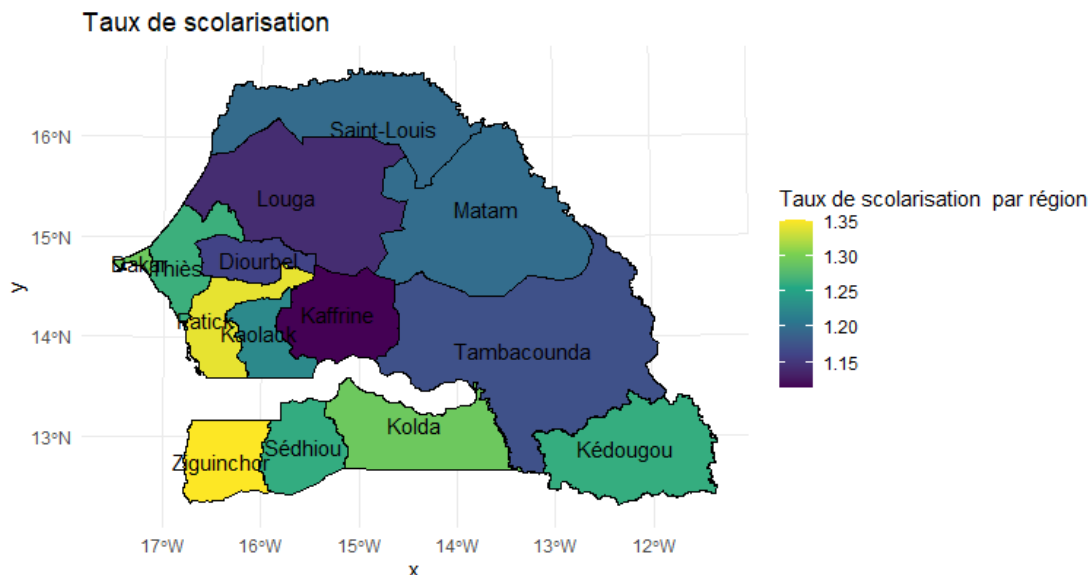 Taux de scolarisation
16°N
15°N
14°N
13°N
y
Saint-Louis
Louga
Matam
Dakar
Thiès
Diourbel
Fatick
Kaolack
Kaffrine
Tambacounda
Kolda
Sédhiou
Ziguinchor
Kédougou
17°W
16°W
15°W
14°W
13°W
12°W
x
Taux de scolarisation  par région
1.35
1.30
1.25
1.20
1.15